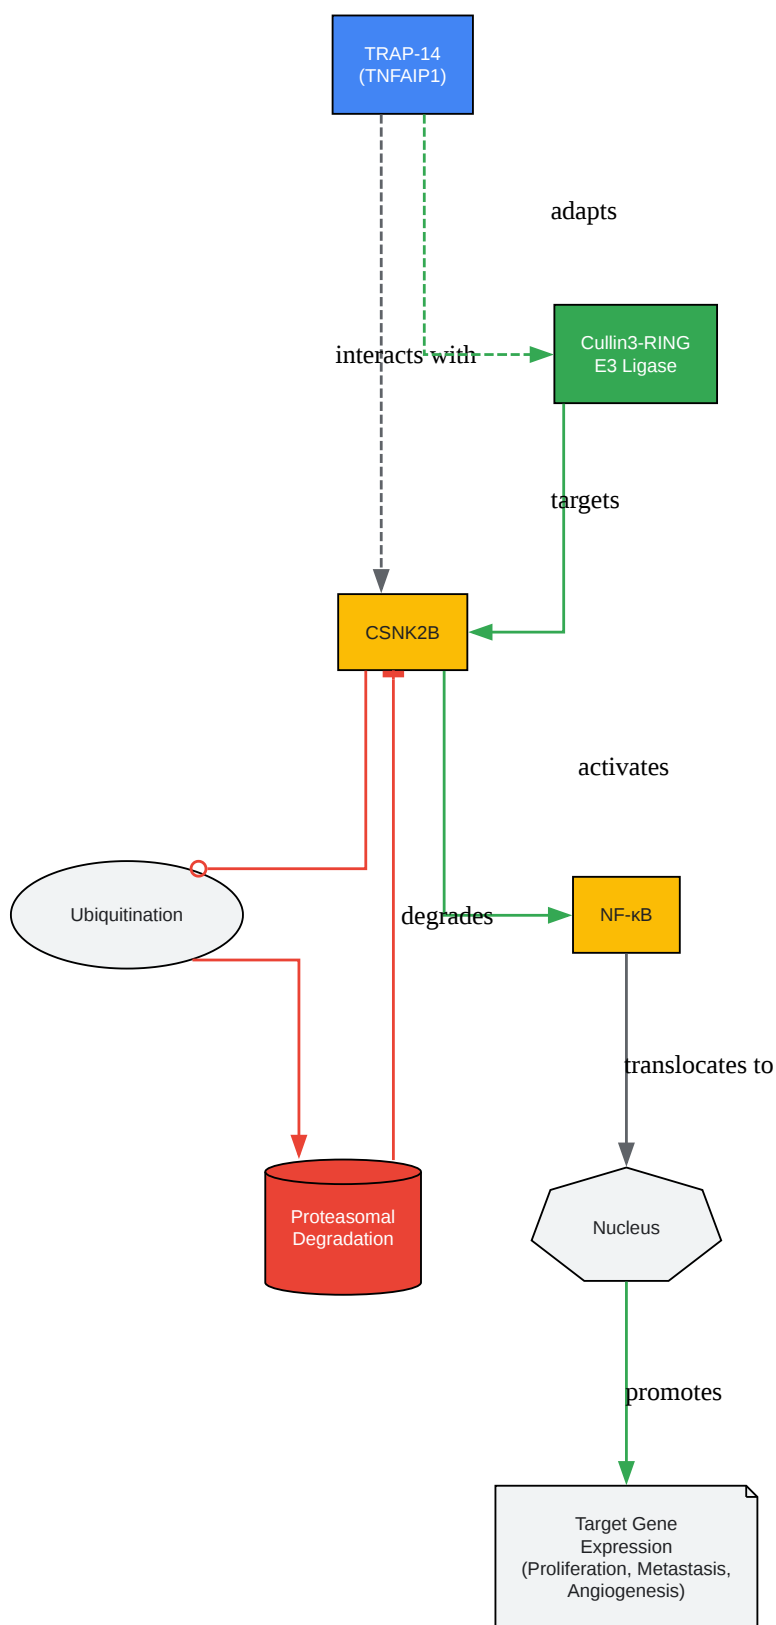 TRAP-14
(TNFAIP1)
adapts
Cullin3-RING
E3 Ligase
interacts with
targets
CSNK2B
activates
Ubiquitination
degrades
NF-κB
translocates to
Proteasomal
Degradation
Nucleus
promotes
Target Gene
Expression
(Proliferation, Metastasis,
Angiogenesis)